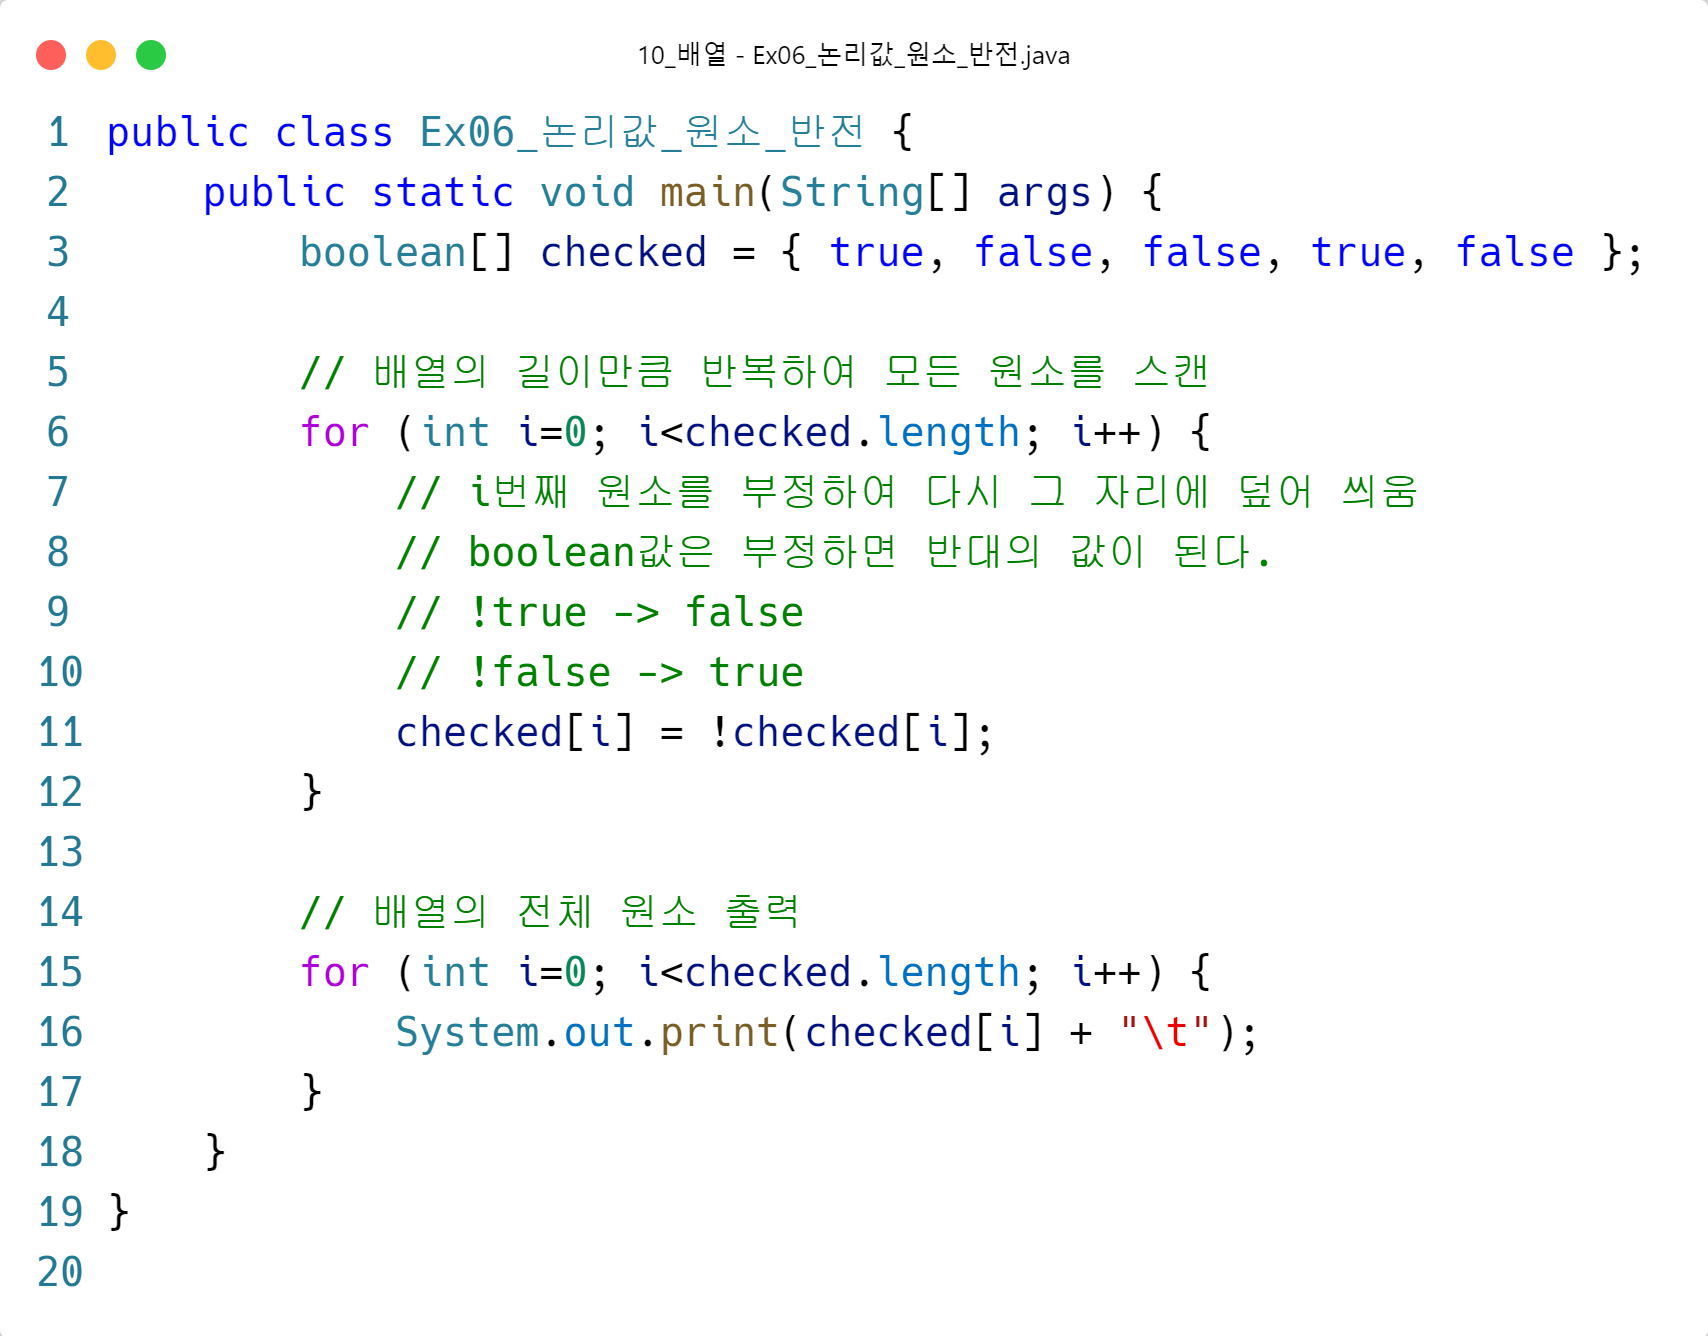 10_배열 - Ex06_논리값_원소_반전.java
1 public class Ex06_논리값_원소_반전 {
2     public static void main(String[] args) {
3         boolean[] checked = { true, false, false, true, false };
4
5         // 배열의 길이만큼 반복하여 모든 원소를 스캔
6         for (int i=0; i<checked.length; i++) {
7             // i번째 원소를 부정하여 다시 그 자리에 덮어 씌움
8             // boolean값은 부정하면 반대의 값이 된다.
9             // !true -> false
10             // !false -> true
11             checked[i] = !checked[i];
12         }
13
14         // 배열의 전체 원소 출력
15         for (int i=0; i<checked.length; i++) {
16             System.out.print(checked[i] + "\t");
17         }
18     }
19 }
20